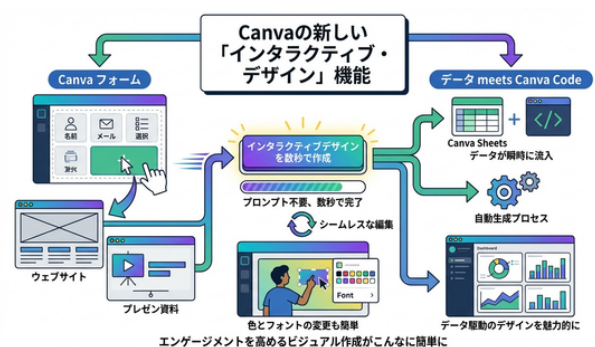 Canvaの新しい
「インタラクティブ・
デザイン」機能
Canva フォーム
名前
メール
選択
インタラクティブデザイン
を数秒で作成
プロンプト不要、数秒で完了
シームレスな編集
ウェブサイト
プレゼン資料
Font
色とフォントの変更も簡単
データ meets Canva Code
Canva Sheets
データが瞬時に流入
自動生成プロセス
Dashboard
データ駆動のデザインを魅力的に
エンゲージメントを高めるビジュアル作成がこんなに簡単に